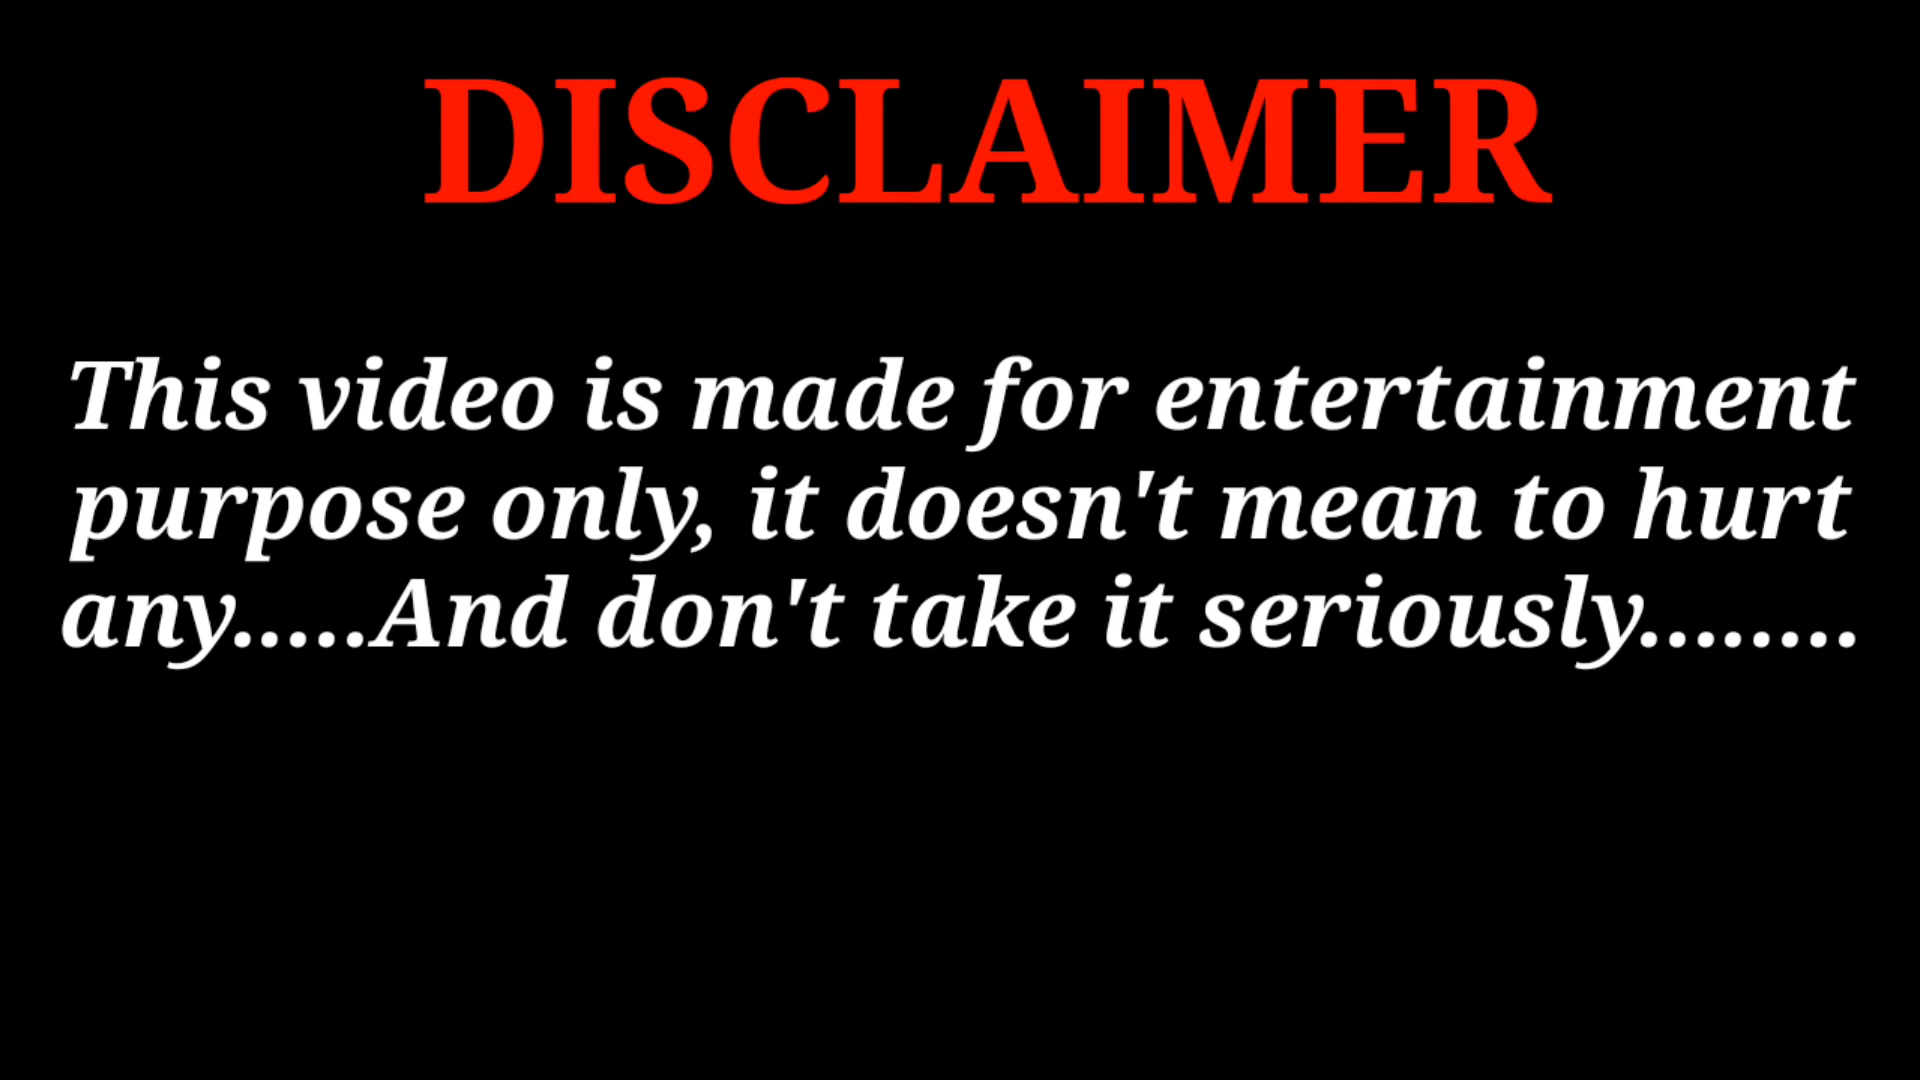 DISCLAIMER
This video is made for entertainment
purpose only, it doesn't mean to hurt
any.....And don't take it seriously........